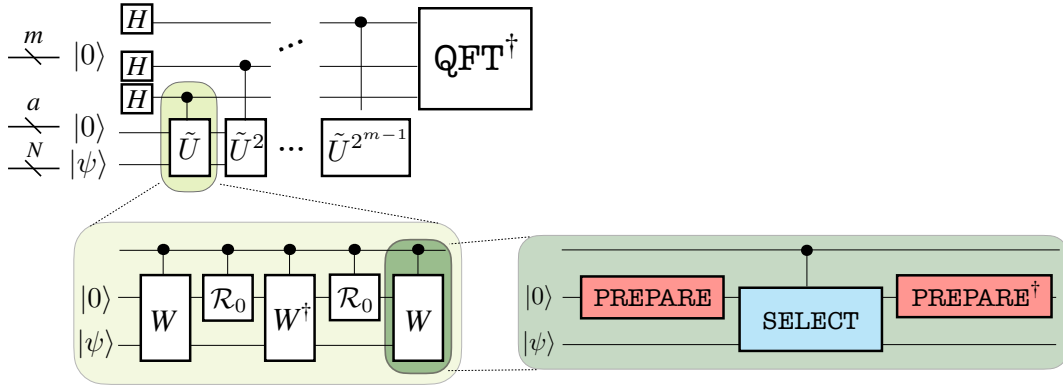 m |0⟩ H ... QFT†
H
H
a |0⟩ Ũ Ũ² ... Ũ^{2^{m−1}}
N |ψ⟩
|0⟩ W R₀ W† R₀ W
|ψ⟩
|0⟩ PREPARE SELECT PREPARE†
|ψ⟩